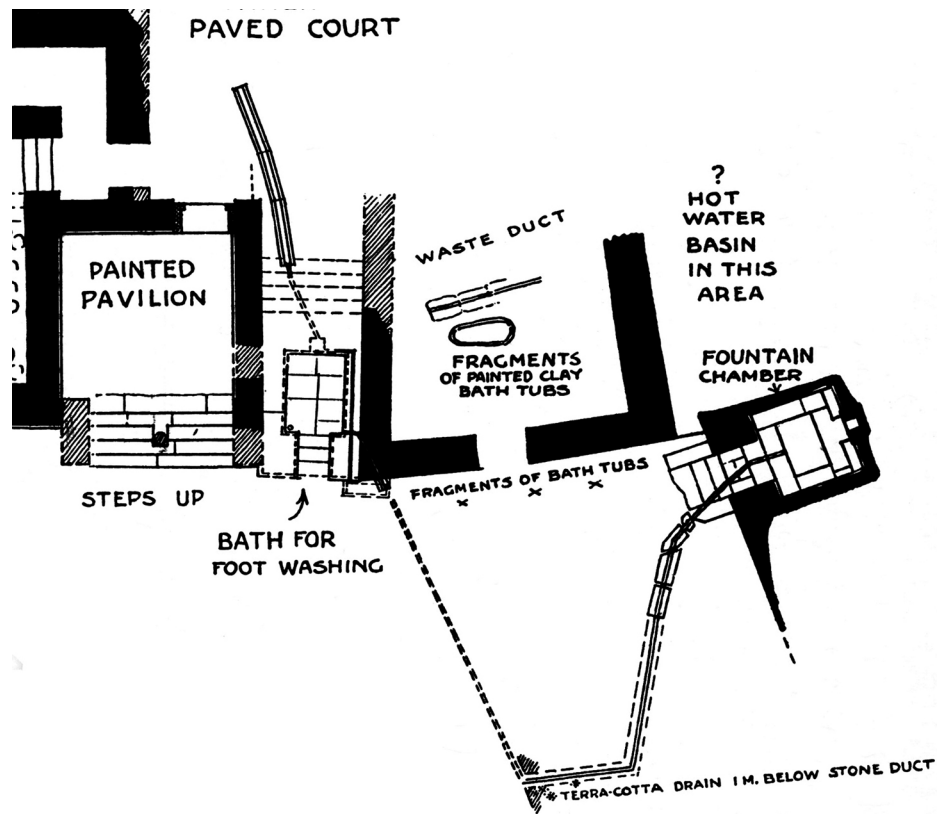 PAVED COURT
PAINTED
PAVILION
STEPS UP
BATH FOR
FOOT WASHING
WASTE DUCT
FRAGMENTS
OF PAINTED CLAY
BATH TUBS
FRAGMENTS OF BATH TUBS
?
HOT
WATER
BASIN
IN THIS
AREA
FOUNTAIN
CHAMBER
TERRA-COTTA DRAIN 1 M. BELOW STONE DUCT